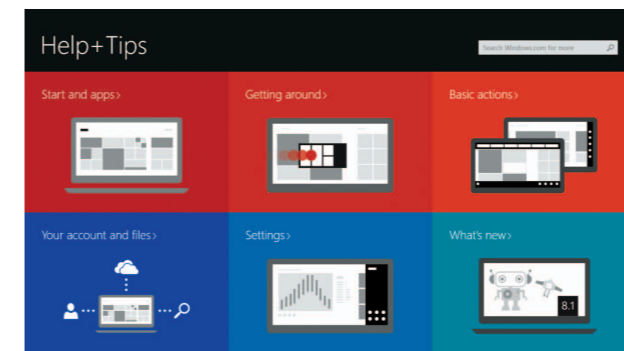 Help+Tips
Search Windows.com for more
Start and apps>
Getting around>
Basic actions>
Your account and files>
Settings>
What's new>
8.1